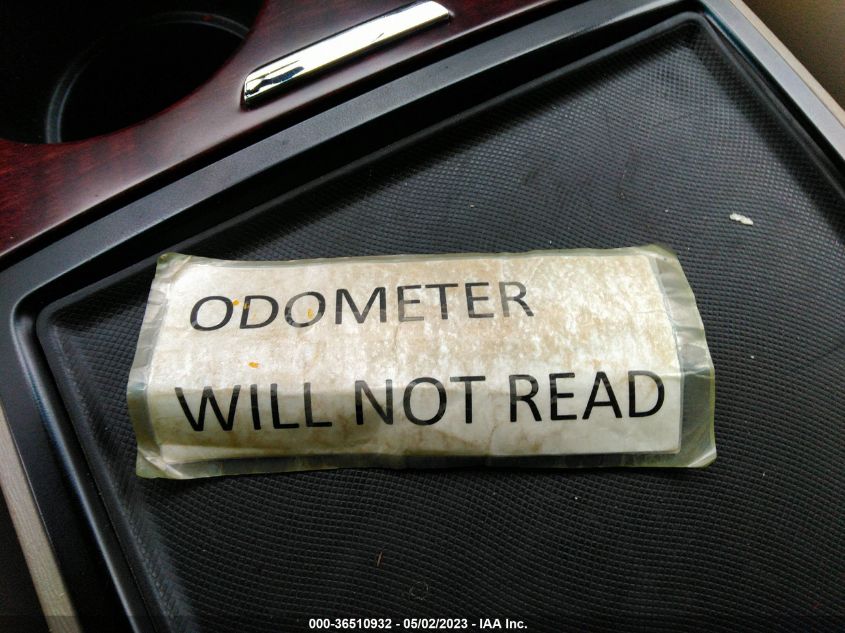 ODOMETER
WILL NOT READ
000-36510932 - 05/02/2023 - IAA Inc.